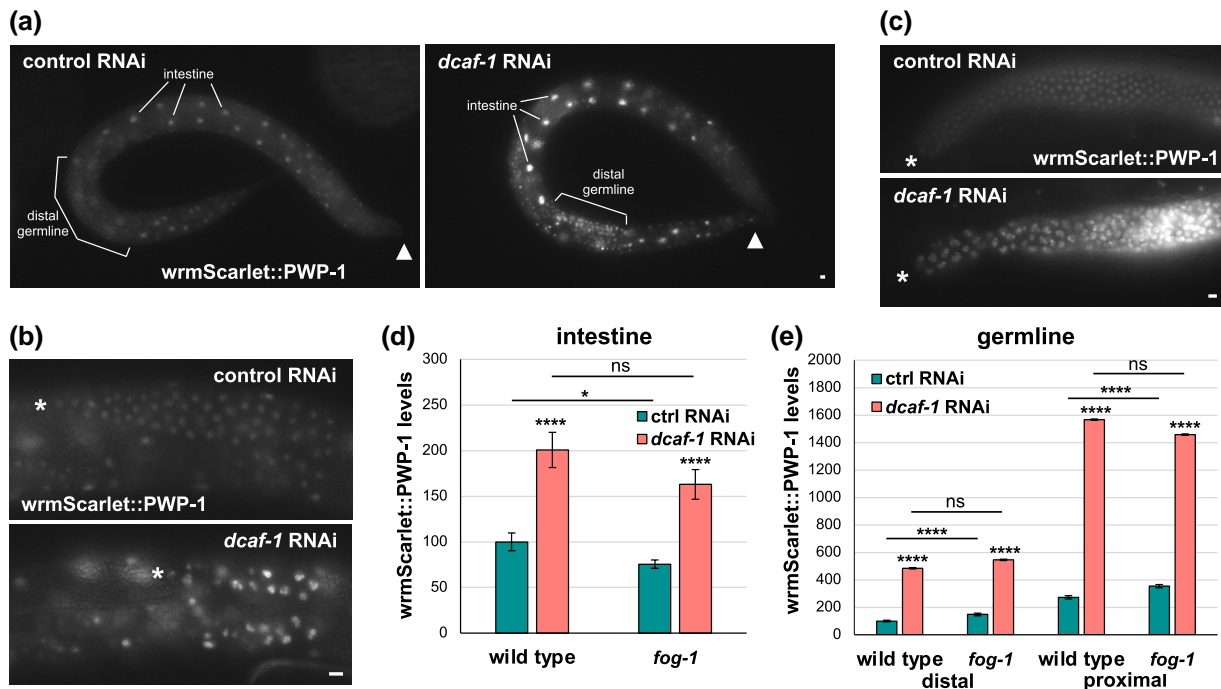 (a)
control RNAi
intestine
distal
germline
wrmScarlet::PWP-1
dcaf-1 RNAi
intestine
distal
germline
(c)
control RNAi
*
wrmScarlet::PWP-1
dcaf-1 RNAi
*
(b)
control RNAi
*
wrmScarlet::PWP-1
dcaf-1 RNAi
*
(d)
intestine
wrmScarlet::PWP-1 levels
300
250
200
150
100
50
0
ns
*
ctrl RNAi
dcaf-1 RNAi
****
****
wild type
fog-1
(e)
germline
wrmScarlet::PWP-1 levels
2000
1800
1600
1400
1200
1000
800
600
400
200
0
ctrl RNAi
dcaf-1 RNAi
ns
****
****
****
ns
****
****
****
wild type
fog-1
wild type
fog-1
distal
proximal